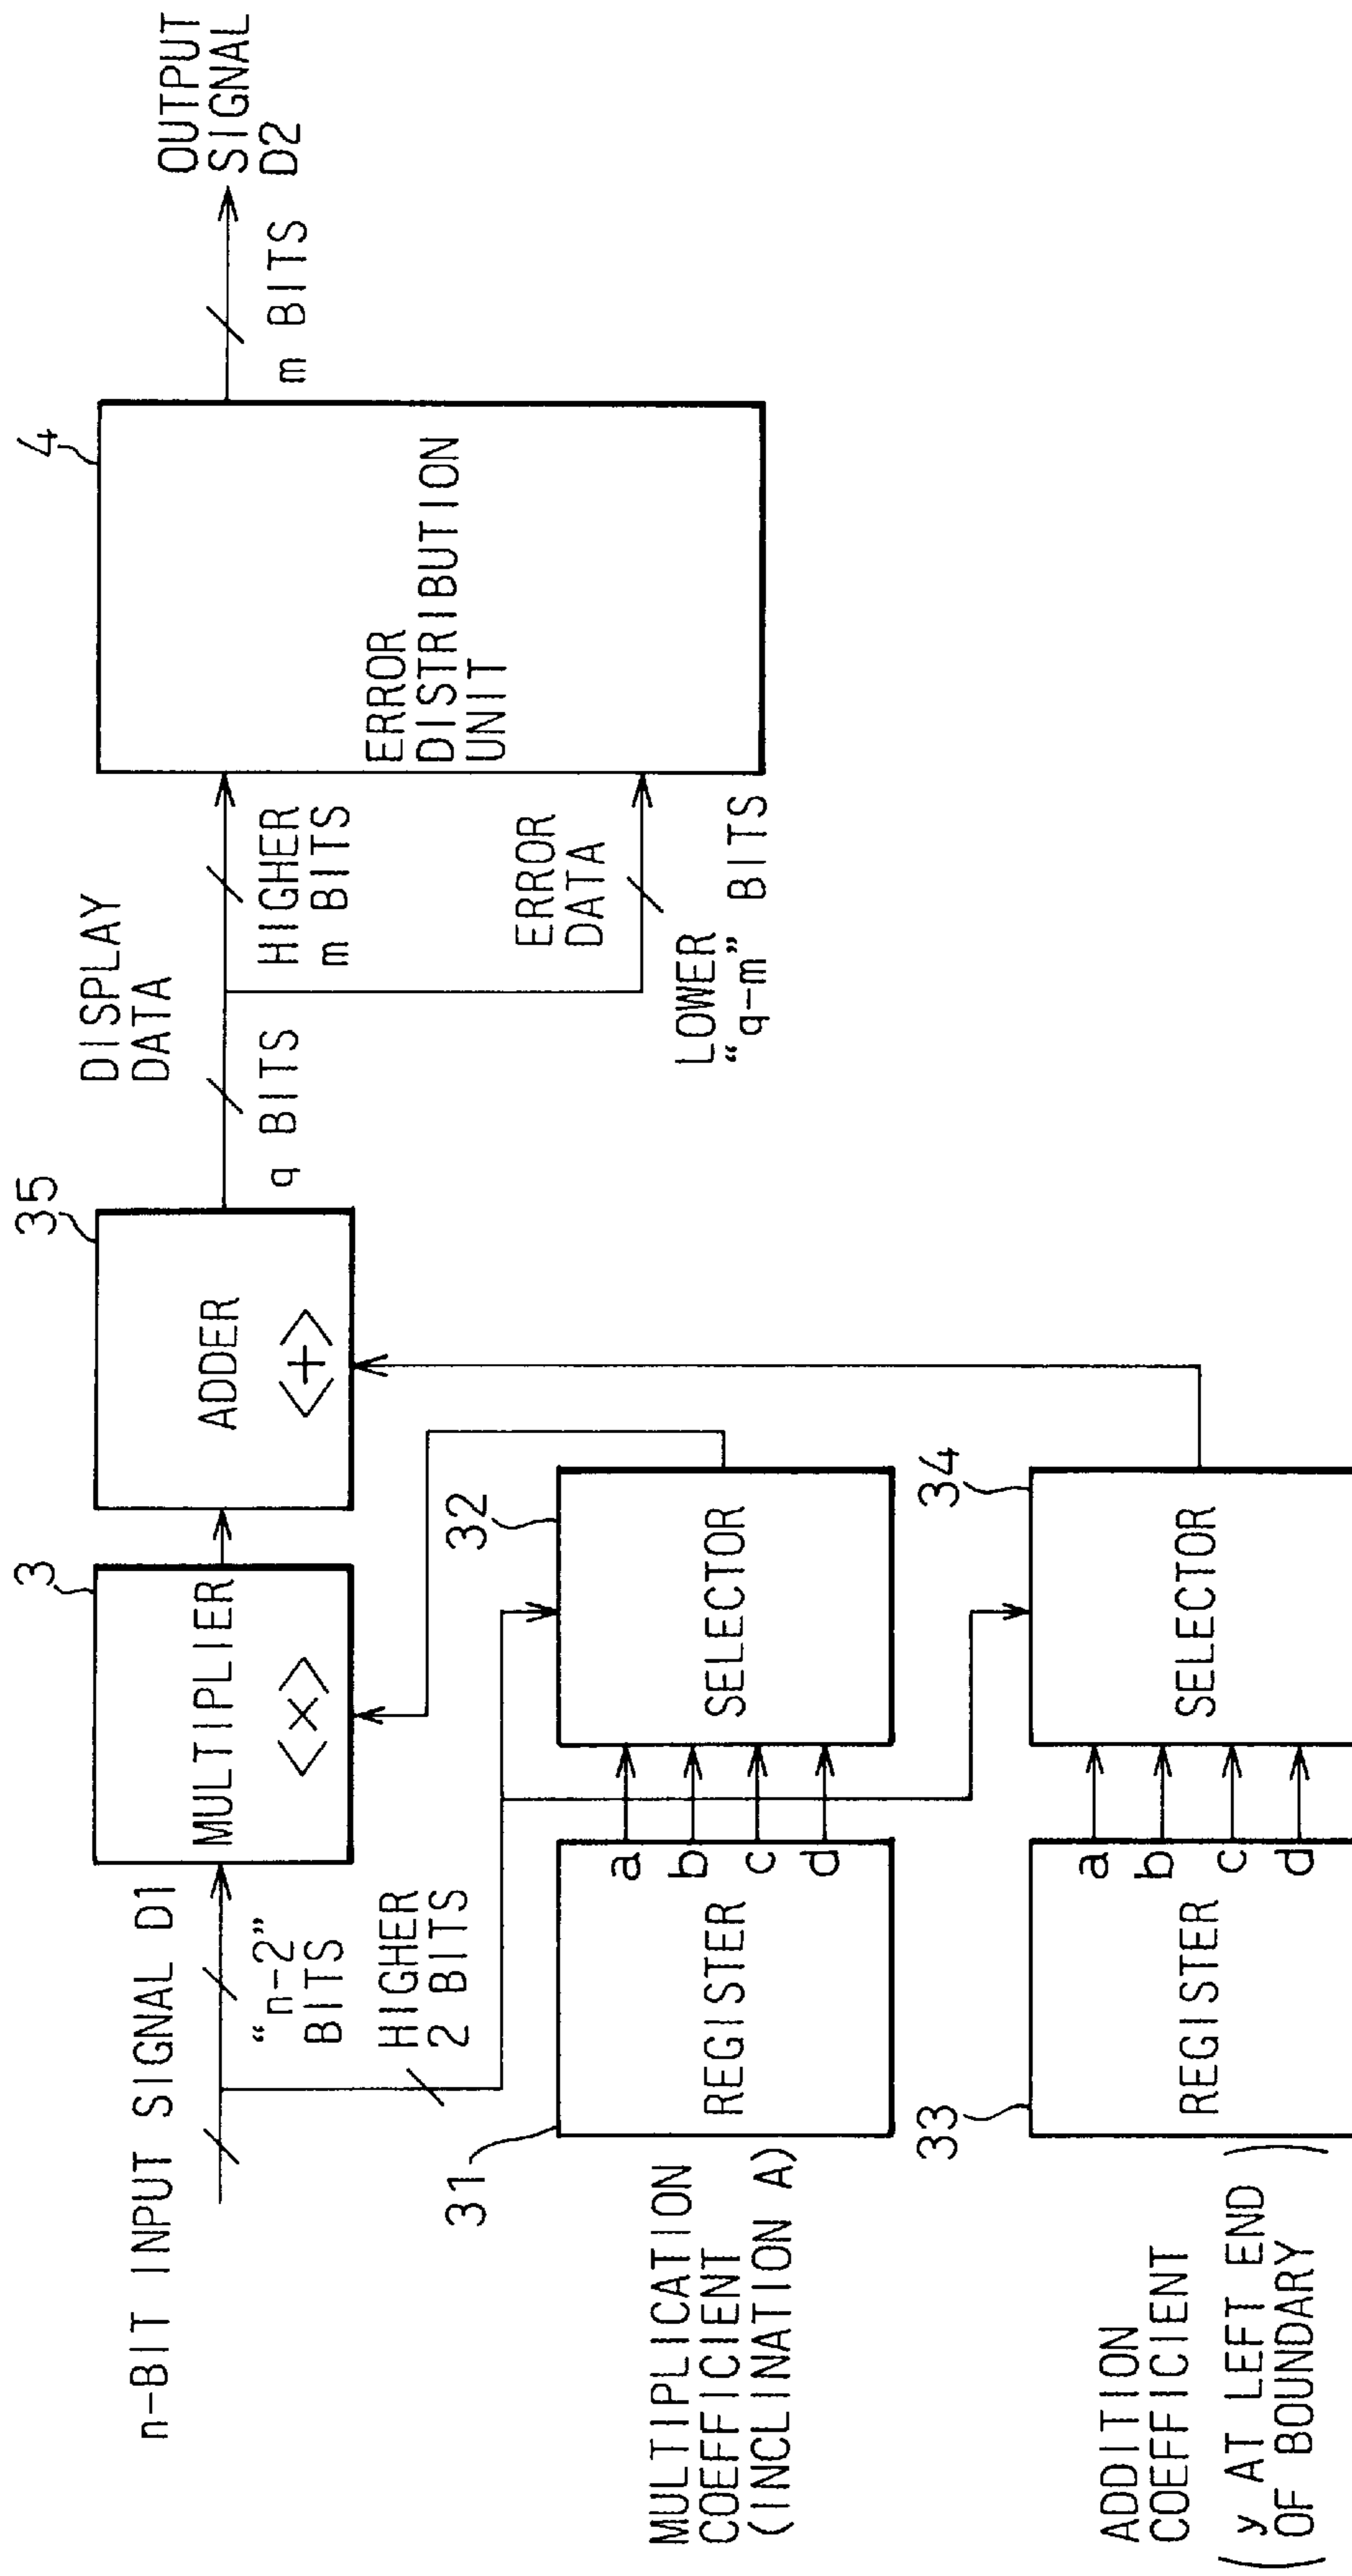 n-BIT INPUT SIGNAL D1
"n-2"
BITS
HIGHER
2 BITS
3
MULTIPLIER
<×>
35
ADDER
<+>
DISPLAY
DATA
q BITS
HIGHER
m BITS
ERROR
DATA
LOWER
"q-m" BITS
4
ERROR
DISTRIBUTION
UNIT
m BITS
OUTPUT
SIGNAL
D2
MULTIPLICATION
COEFFICIENT
(INCLINATION A)
31
REGISTER
a
b
c
d
32
SELECTOR
ADDITION
COEFFICIENT
(y AT LEFT END
OF BOUNDARY)
33
REGISTER
a
b
c
d
34
SELECTOR